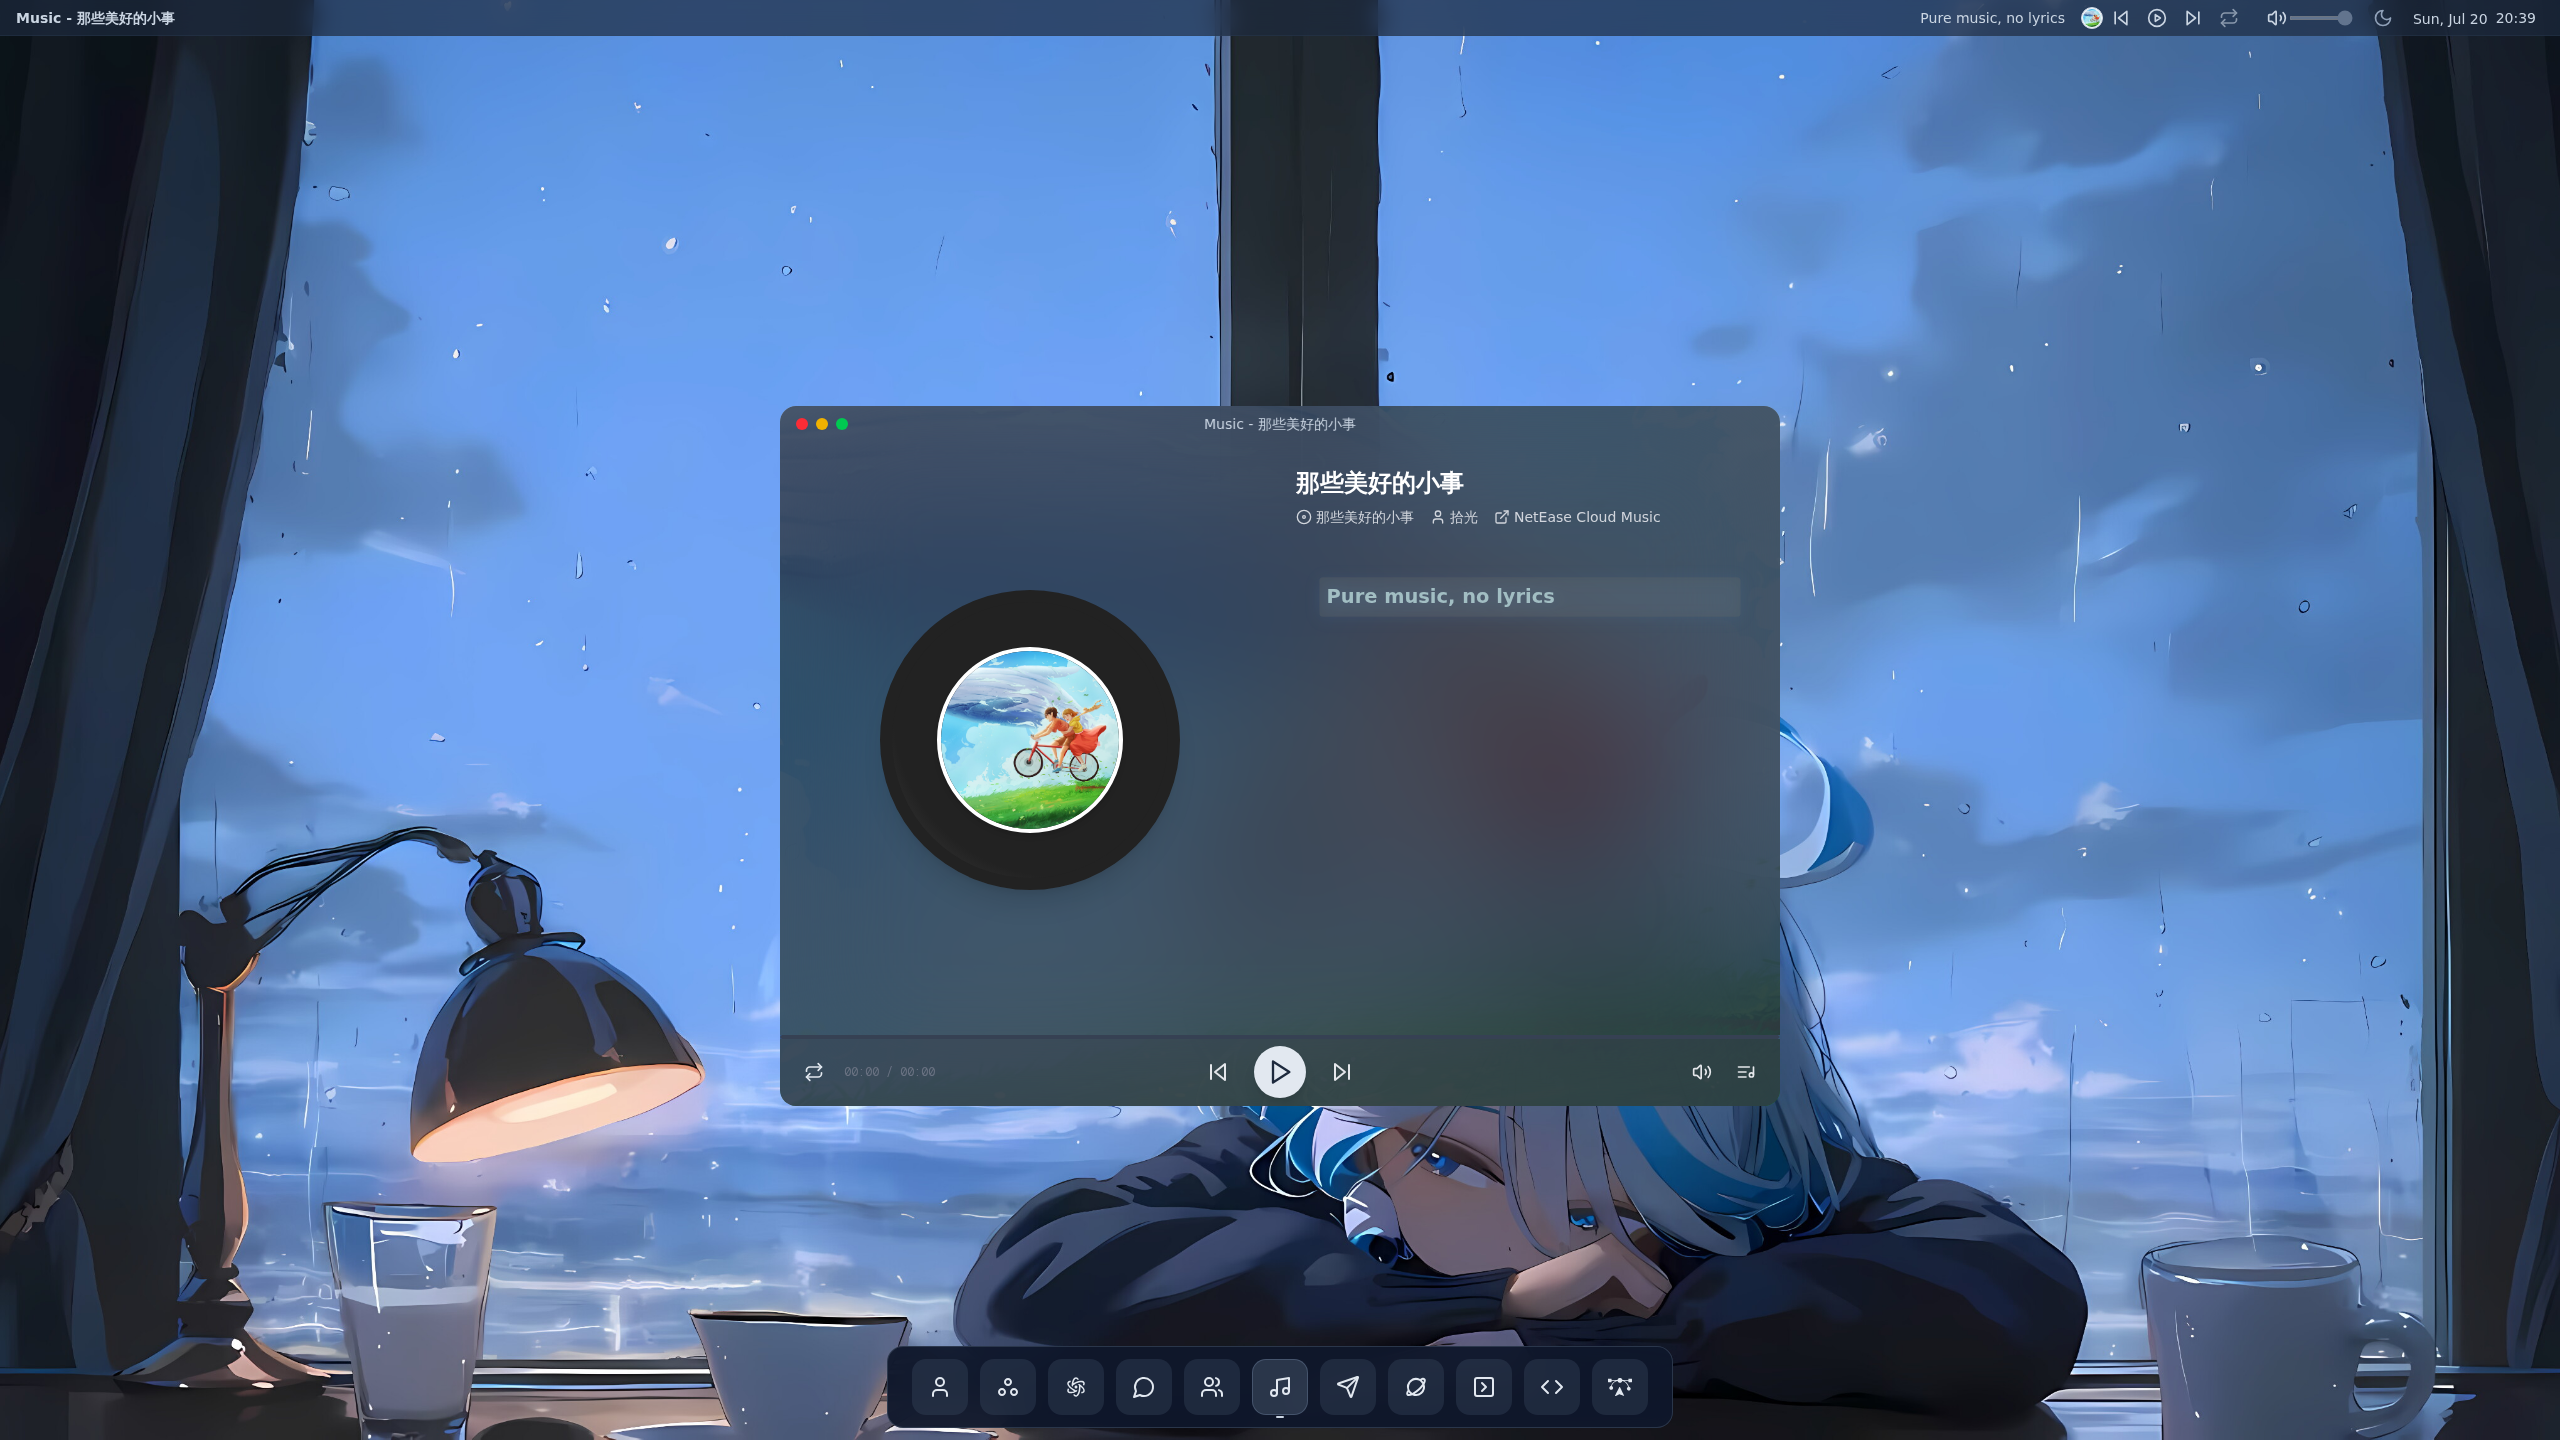 Music - 那些美好的小事
Pure music, no lyrics
Sun, Jul 20 20:39
Music - 那些美好的小事
那些美好的小事
那些美好的小事 拾光 NetEase Cloud Music
Pure music, no lyrics
00:00 / 00:00